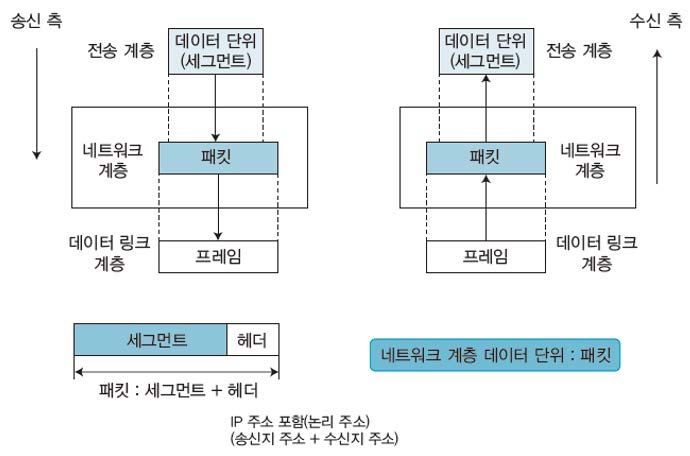 송신 측
수신 측
전송 계층
데이터 단위
(세그먼트)
데이터 단위
(세그먼트)
전송 계층
네트워크
계층
패킷
패킷
네트워크
계층
데이터 링크
계층
프레임
프레임
데이터 링크
계층
세그먼트
헤더
네트워크 계층 데이터 단위 : 패킷
패킷 : 세그먼트 + 헤더
IP 주소 포함(논리 주소)
(송신지 주소 + 수신지 주소)